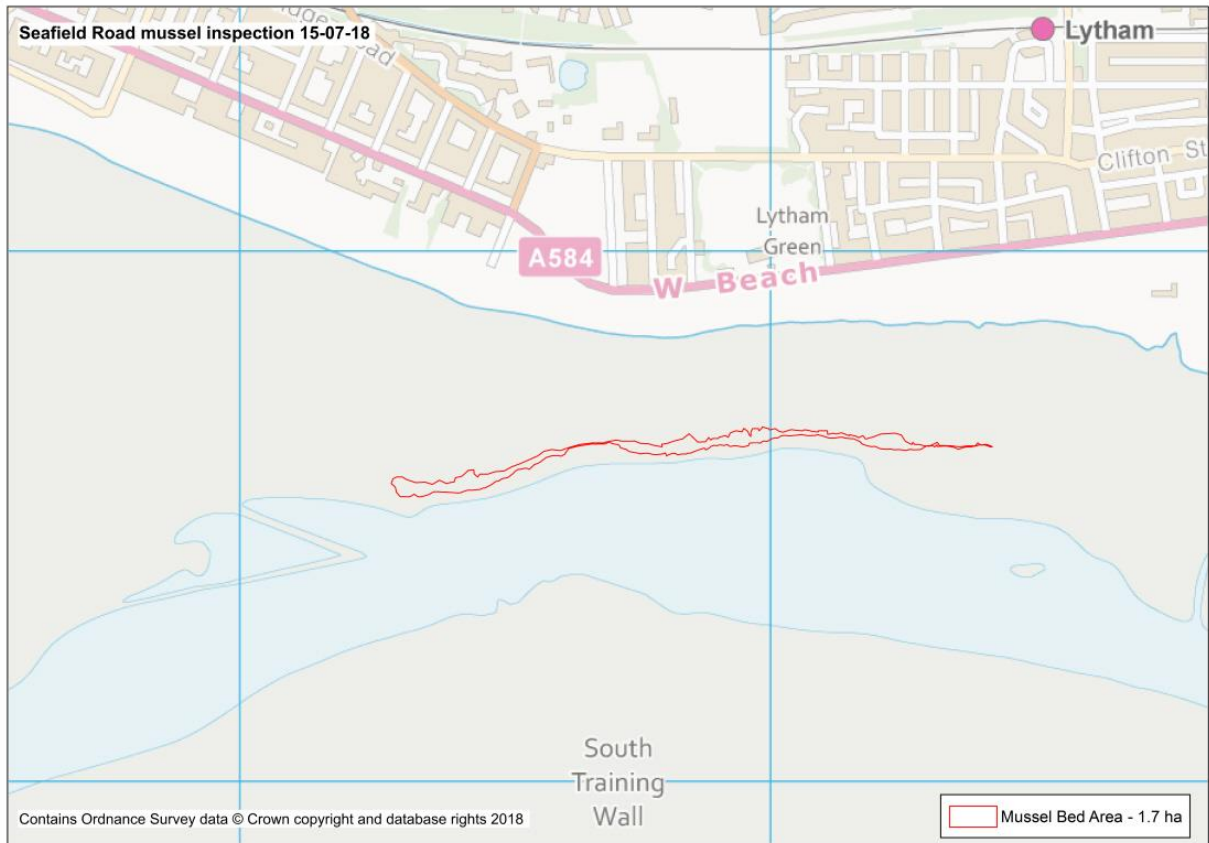 Seafield Road mussel inspection 15-07-18
Lytham
Clifton St
Lytham
Green
A584
W Beach
South
Training
Wall
Contains Ordnance Survey data © Crown copyright and database rights 2018
Mussel Bed Area - 1.7 ha